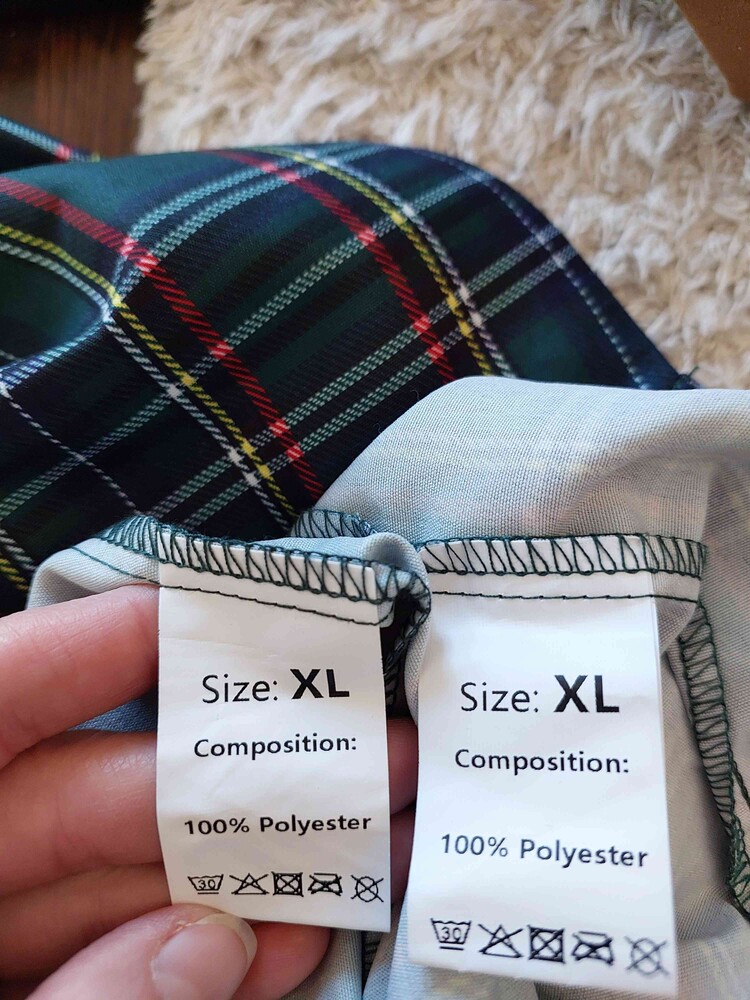 Size: XL
Composition:
100% Polyester
30
Size: XL
Composition:
100% Polyester
30